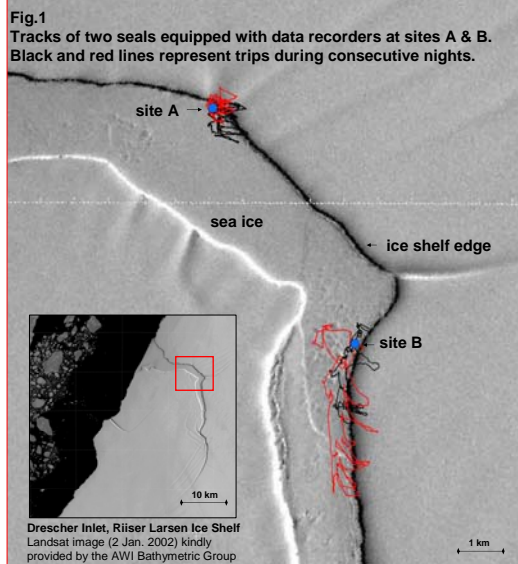 Fig.1
Tracks of two seals equipped with data recorders at sites A & B.
Black and red lines represent trips during consecutive nights.
site A
sea ice
ice shelf edge
site B
10 km
Drescher Inlet, Riiser Larsen Ice Shelf
Landsat image (2 Jan. 2002) kindly
provided by the AWI Bathymetric Group
1 km